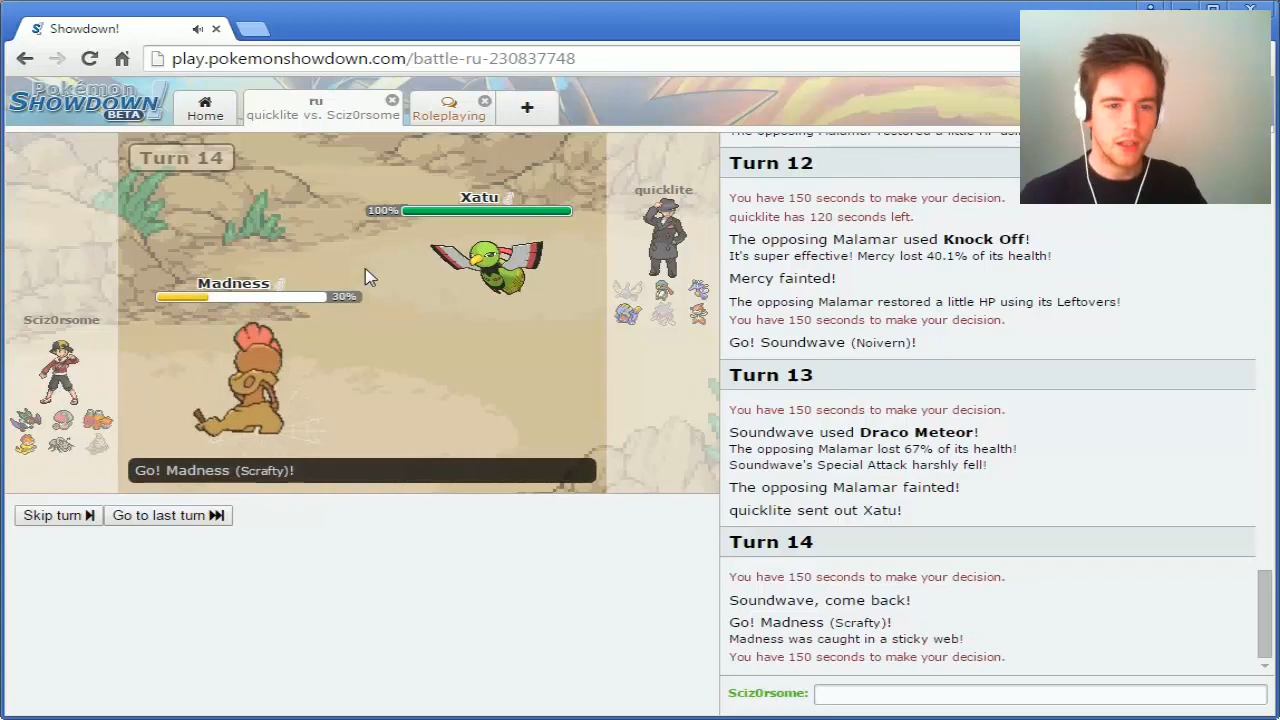 Showdown!
play.pokemonshowdown.com/battle-ru-230837748
Pokémon
SHOWDOWN!
BETA
Home
ru
quicklite vs. Sciz0rsome
Roleplaying
+
Turn 14
Xatu
100%
quicklite
Madness
30%
Sciz0rsome
Go! Madness (Scrafty)!
Skip turn
Go to last turn
The opposing Malamar restored a little HP
Turn 12
You have 150 seconds to make your decision.
quicklite has 120 seconds left.
The opposing Malamar used Knock Off!
It's super effective! Mercy lost 40.1% of its health!
Mercy fainted!
The opposing Malamar restored a little HP using its Leftovers!
You have 150 seconds to make your decision.
Go! Soundwave (Noivern)!
Turn 13
You have 150 seconds to make your decision.
Soundwave used Draco Meteor!
The opposing Malamar lost 67% of its health!
Soundwave's Special Attack harshly fell!
The opposing Malamar fainted!
quicklite sent out Xatu!
Turn 14
You have 150 seconds to make your decision.
Soundwave, come back!
Go! Madness (Scrafty)!
Madness was caught in a sticky web!
You have 150 seconds to make your decision.
Sciz0rsome: